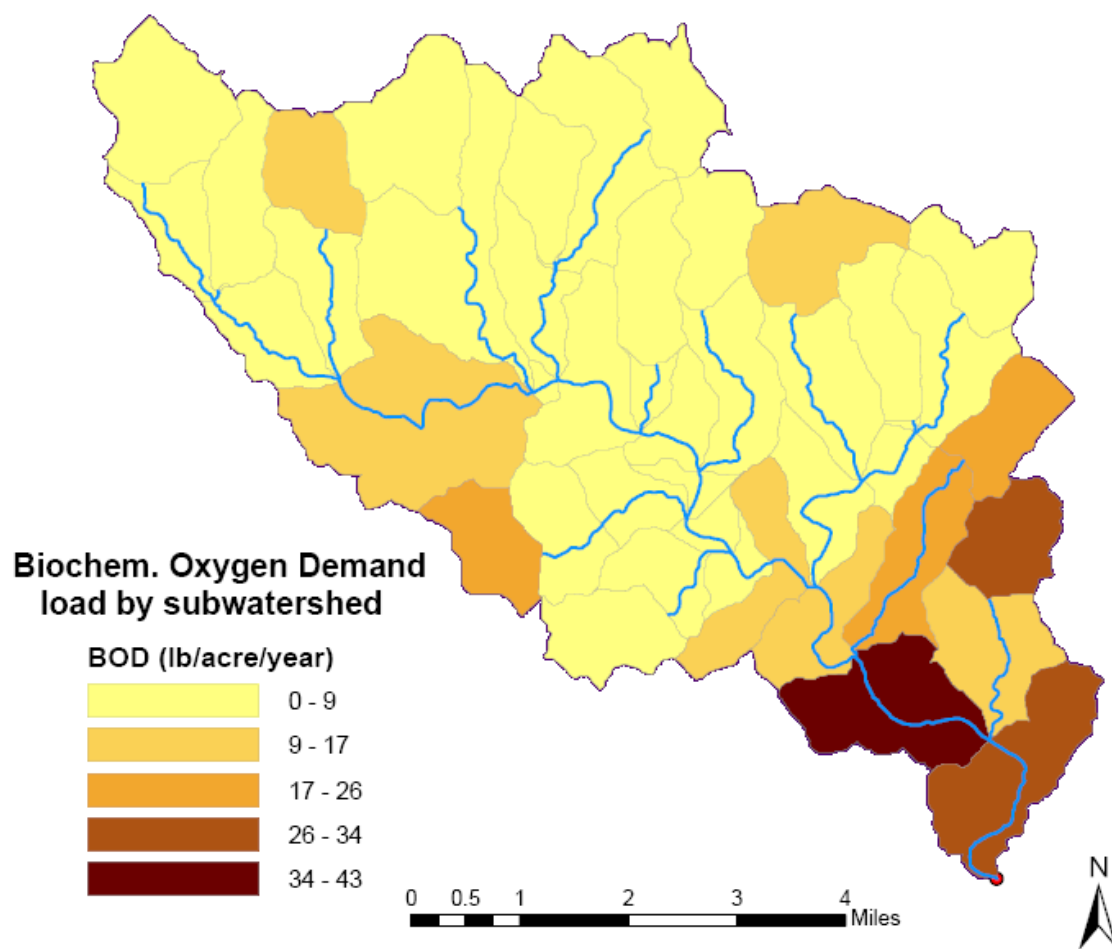 Biochem. Oxygen Demand
load by subwatershed
BOD (lb/acre/year)
0 - 9
9 - 17
17 - 26
26 - 34
34 - 43
0 0.5 1 2 3 4
Miles
N